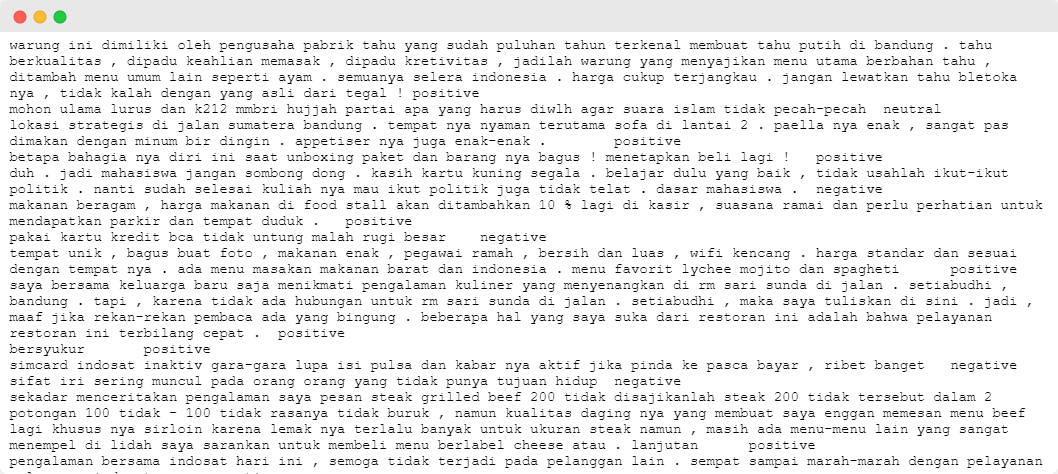 warung ini dimiliki oleh pengusaha pabrik tahu yang sudah puluhan tahun terkenal membuat tahu putih di bandung . tahu
berkualitas , dipadu keahlian memasak , dipadu kretivitas , jadilah warung yang menyajikan menu utama berbahan tahu ,
ditambah menu umum lain seperti ayam . semuanya selera indonesia . harga cukup terjangkau . jangan lewatkan tahu bletoka
nya , tidak kalah dengan yang asli dari tegal ! positive
mohon ulama lurus dan k212 mmbri hujjah partai apa yang harus diwlh agar suara islam tidak pecah-pecah neutral
lokasi strategis di jalan sumatera bandung . tempat nya nyaman terutama sofa di lantai 2 . paella nya enak , sangat pas
dimakan dengan minum bir dingin . appetiser nya juga enak-enak . positive
betapa bahagia nya diri ini saat unboxing paket dan barang nya bagus ! menetapkan beli lagi ! positive
duh . jadi mahasiswa jangan sombong dong . kasih kartu kuning segala . belajar dulu yang baik , tidak usahlah ikut-ikut
politik . nanti sudah selesai kuliah nya mau ikut politik juga tidak telat . dasar mahasiswa . negative
makanan beragam , harga makanan di food stall akan ditambahkan 10 % lagi di kasir , suasana ramai dan perlu perhatian untuk
mendapatkan parkir dan tempat duduk . positive
pakai kartu kredit bca tidak untung malah rugi besar negative
tempat unik , bagus buat foto , makanan enak , pegawai ramah , bersih dan luas , wifi kencang . harga standar dan sesuai
dengan tempat nya . ada menu masakan makanan barat dan indonesia . menu favorit lychee mojito dan spagheti positive
saya bersama keluarga baru saja menikmati pengalaman kuliner yang menyenangkan di rm sari sunda di jalan . setiabudhi ,
bandung . tapi , karena tidak ada hubungan untuk rm sari sunda di jalan . setiabudhi , maka saya tuliskan di sini . jadi ,
maaf jika rekan-rekan pembaca ada yang bingung . beberapa hal yang saya suka dari restoran ini adalah bahwa pelayanan
restoran ini terbilang cepat . positive
bersyukur positive
simcard indosat inaktiv gara-gara lupa isi pulsa dan kabar nya aktif jika pinda ke pasca bayar , ribet banget negative
sifat iri sering muncul pada orang orang yang tidak punya tujuan hidup negative
sekadar menceritakan pengalaman saya pesan steak grilled beef 200 tidak disajikanlah steak 200 tidak tersebut dalam 2
potongan 100 tidak - 100 tidak rasanya tidak buruk , namun kualitas daging nya yang membuat saya enggan memesan menu beef
lagi khusus nya sirloin karena lemak nya terlalu banyak untuk ukuran steak namun , masih ada menu-menu lain yang sangat
menempel di lidah saya sarankan untuk membeli menu berlabel cheese atau . lanjutan positive
pengalaman bersama indosat hari ini , semoga tidak terjadi pada pelanggan lain . sempat sampai marah-marah dengan pelayanan